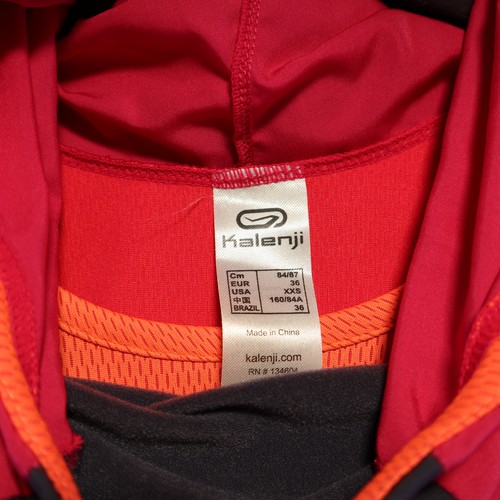 kalenji
Cm 84/87
EUR 36
USA XXS
中国 160/84A
BRAZIL 36
Made in China
kalenji.com
RN # 134604